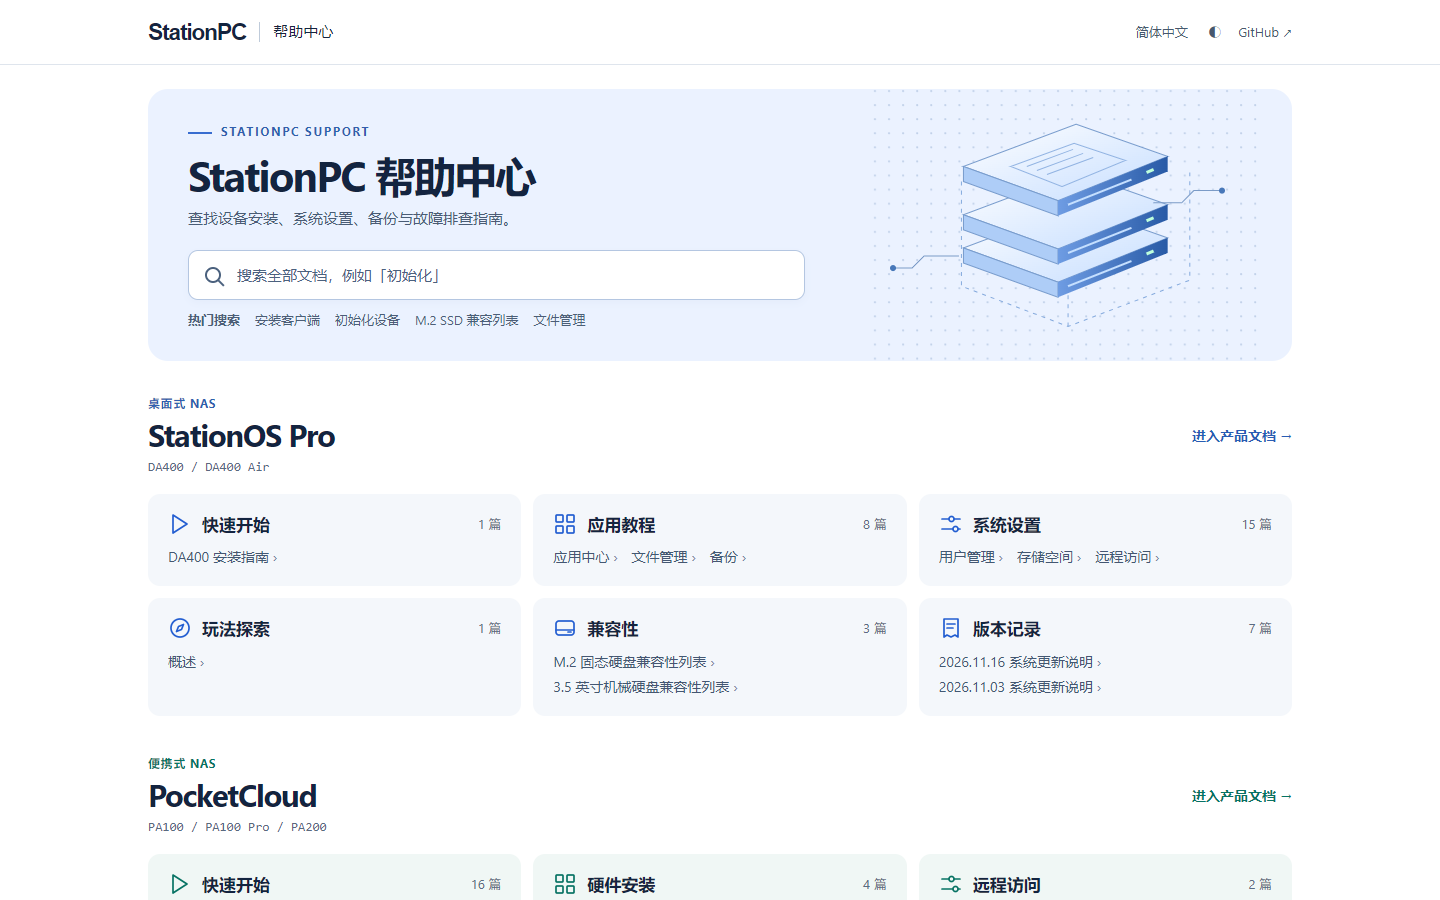 StationPC 帮助中心 简体中文 GitHub ↗
STATIONPC SUPPORT
StationPC 帮助中心
查找设备安装、系统设置、备份与故障排查指南。
搜索全部文档，例如「初始化」
热门搜索 安装客户端 初始化设备 M.2 SSD 兼容列表 文件管理
桌面式 NAS
StationOS Pro
进入产品文档 →
DA400 / DA400 Air
快速开始 1 篇
DA400 安装指南 ›
应用教程 8 篇
应用中心 › 文件管理 › 备份 ›
系统设置 15 篇
用户管理 › 存储空间 › 远程访问 ›
玩法探索 1 篇
概述 ›
兼容性 3 篇
M.2 固态硬盘兼容性列表 ›
3.5 英寸机械硬盘兼容性列表 ›
版本记录 7 篇
2026.11.16 系统更新说明 ›
2026.11.03 系统更新说明 ›
便携式 NAS
PocketCloud
进入产品文档 →
PA100 / PA100 Pro / PA200
快速开始 16 篇
硬件安装 4 篇
远程访问 2 篇